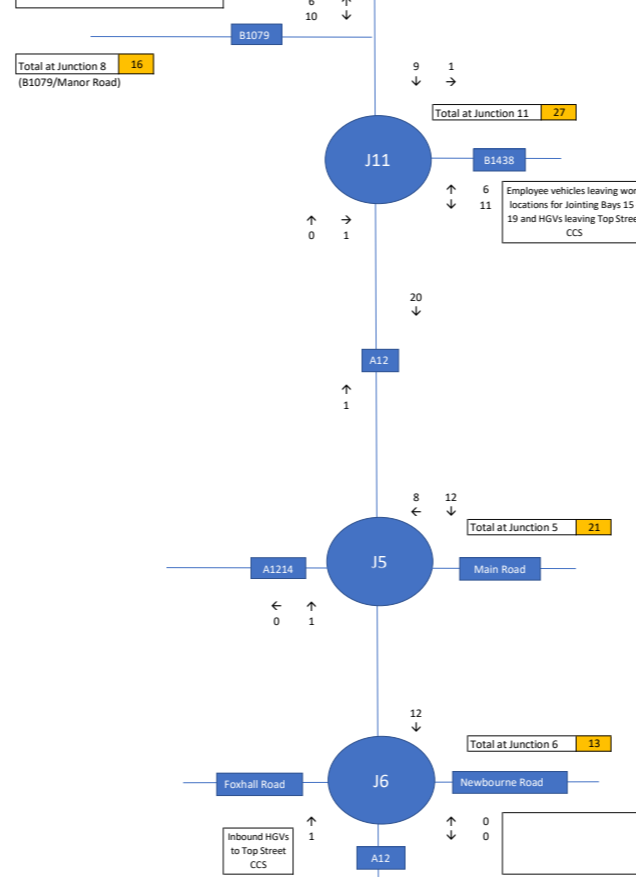 6 ↑
10 ↓
B1079
Total at Junction 8 16
(B1079/Manor Road)
9 1
↓ →
Total at Junction 11 27
J11
B1438
↑ 6
↓ 11
Employee vehicles leaving
locations for Jointing Bays 15
19 and HGVs leaving Top
CCS
↑ →
0 1
20
↓
A12
↑
1
8 12
← ↓
Total at Junction 5 21
J5
A1214
Main Road
← ↑
0 1
12
↓
Total at Junction 6 13
J6
Foxhall Road
Newbourne Road
Inbound HGVs
to Top Street
CCS
↑
1
↑ 0
↓ 0
A12